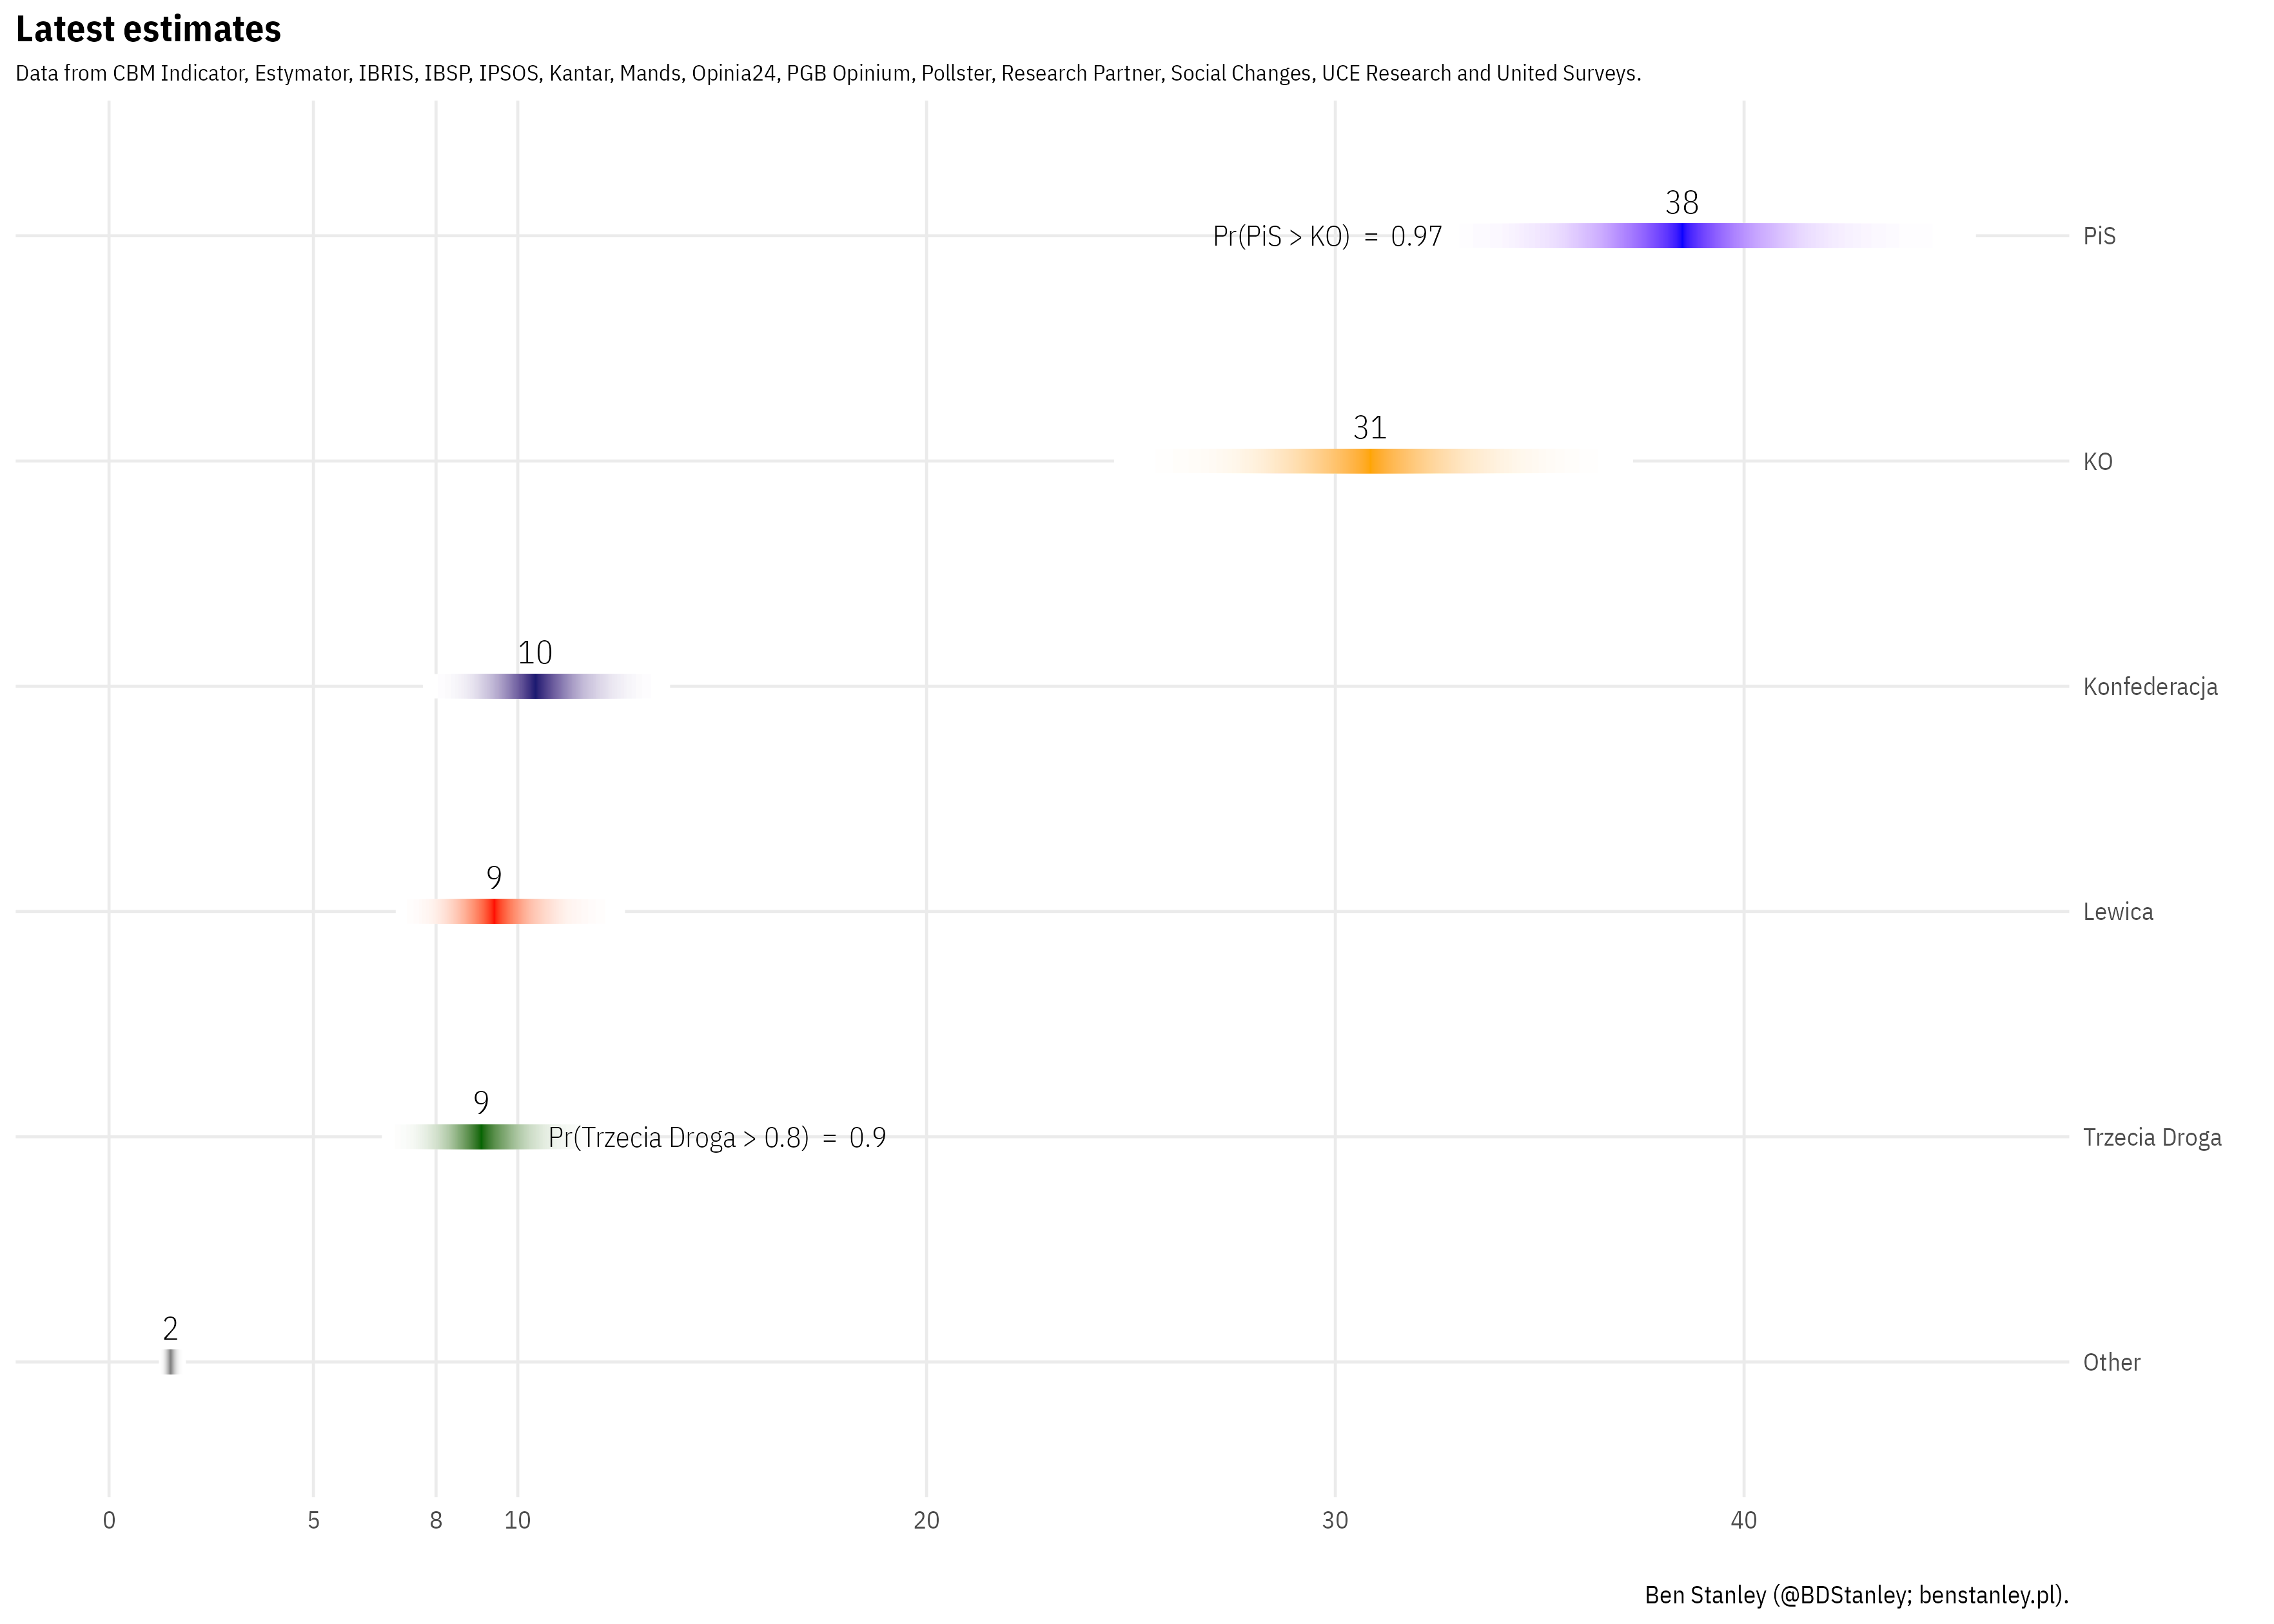 Latest estimates
Data from CBM Indicator, Estymator, IBRIS, IBSP, IPSOS, Kantar, Mands, Opinia24, PGB Opinium, Pollster, Research Partner, Social Changes, UCE Research and United Surveys.
38
Pr(PiS > KO) = 0.97
PiS
31
KO
10
Konfederacja
9
Lewica
9
Pr(Trzecia Droga > 0.8) = 0.9
Trzecia Droga
2
Other
0 5 8 10 20 30 40
Ben Stanley (@BDStanley; benstanley.pl).